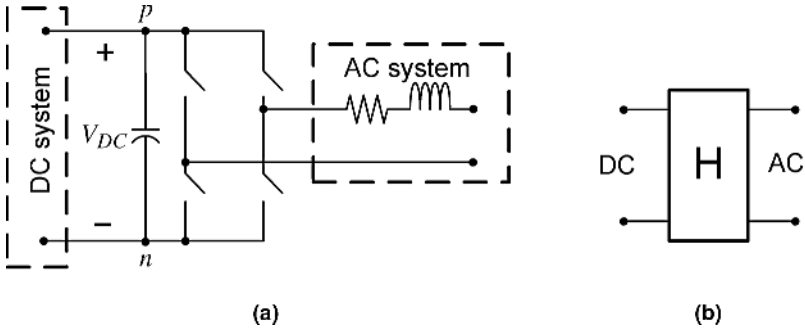 p
+
DC system
V_DC
−
n
AC system
(a)
DC
H
AC
(b)